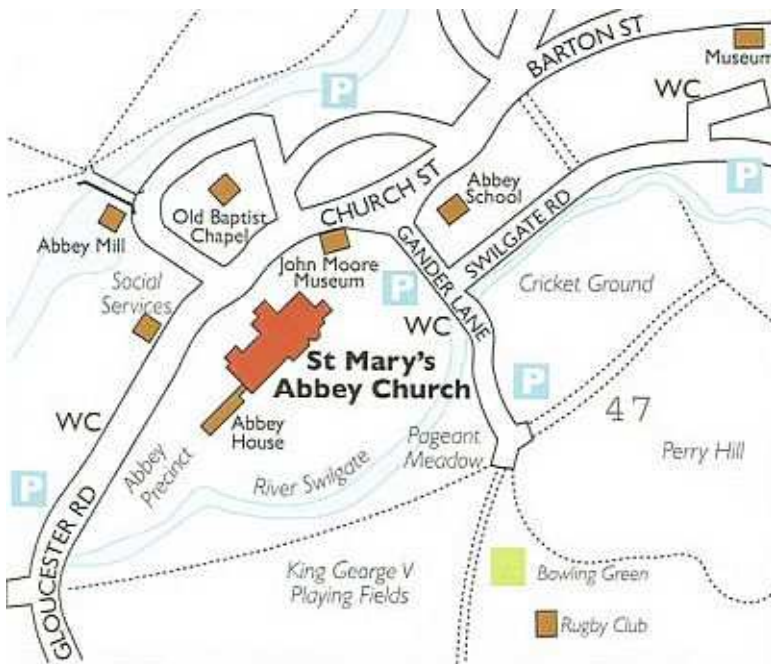 BARTON ST
Museum
WC
P
P
Abbey
School
Old Baptist
Chapel
CHURCH ST
SWILGATE RD
Abbey Mill
GANDER LANE
John Moore
Museum
Social
Services
P
Cricket Ground
WC
St Mary's
Abbey Church
P
WC
Abbey
House
47
Pageant
Meadow
Perry Hill
Abbey
Precinct
River Swilgate
P
GLOUCESTER RD
King George V
Playing Fields
Bowling Green
Rugby Club